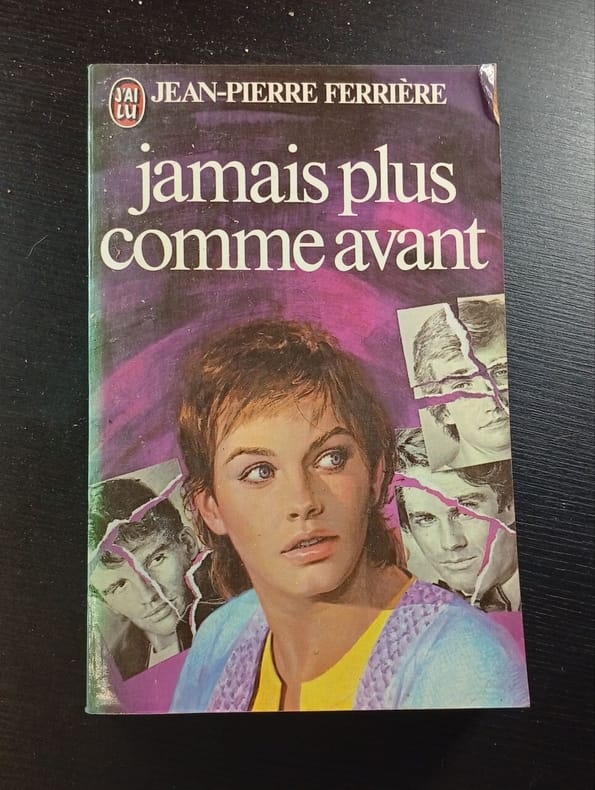 J'AI
LU
JEAN-PIERRE FERRIÈRE
jamais plus
comme avant